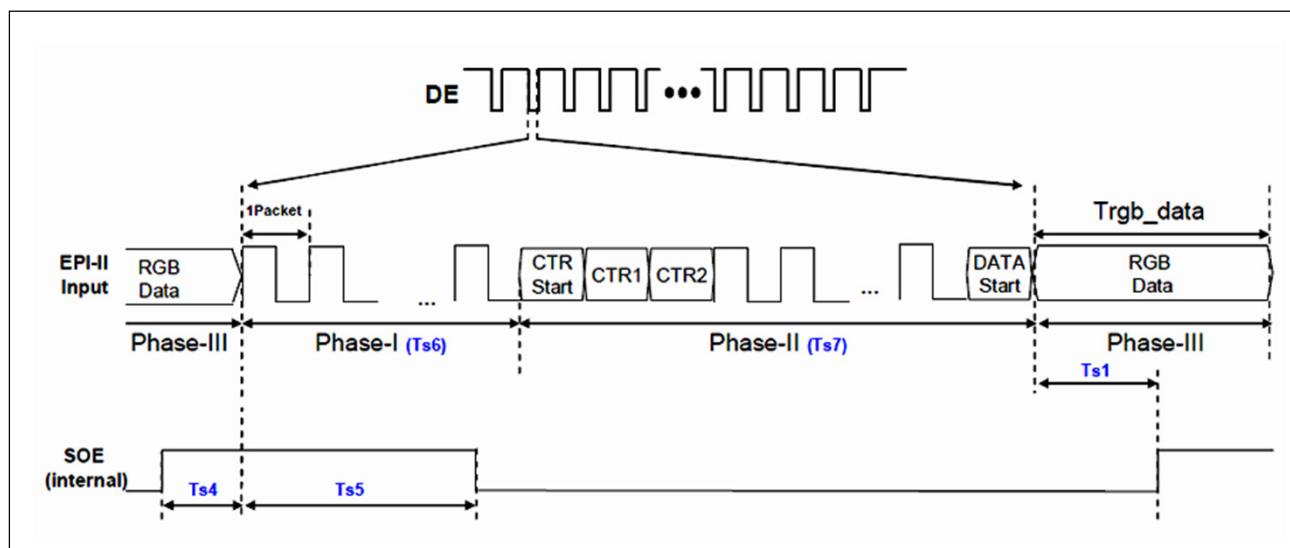 DE
1Packet
Trgb_data
EPI-II
Input
RGB
Data
...
CTR
Start
CTR1
CTR2
...
DATA
Start
RGB
Data
Phase-III
Phase-I (Ts6)
Phase-II (Ts7)
Phase-III
Ts1
SOE
(internal)
Ts4
Ts5